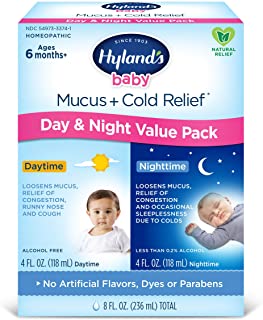 NDC 54973-3374-1
HOMEOPATHIC
Ages
6 months+
SINCE 1903
Hyland's
baby
NATURAL
RELIEF
Mucus + Cold Relief*
Day & Night Value Pack
Daytime
LOOSENS MUCUS,
RELIEF OF
CONGESTION,
RUNNY NOSE
AND COUGH
ALCOHOL FREE
4 FL. OZ. (118 mL) Daytime
Nighttime
LOOSENS MUCUS,
RELIEF OF
CONGESTION
AND OCCASIONAL
SLEEPLESSNESS
DUE TO COLDS
LESS THAN 0.2% ALCOHOL
4 FL. OZ. (118 mL) Nighttime
• No Artificial Flavors, Dyes or Parabens
8 FL. OZ. (236 mL) TOTAL